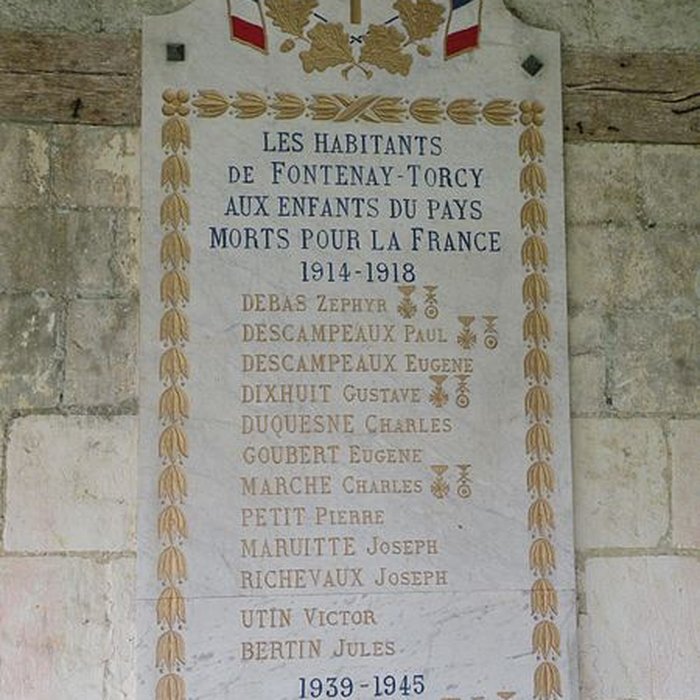 LES HABITANTS
DE FONTENAY-TORCY
AUX ENFANTS DU PAYS
MORTS POUR LA FRANCE
1914-1918
DEBAS ZEPHYR
DESCAMPEAUX PAUL
DESCAMPEAUX EUGENE
DIXHUIT GUSTAVE
DUQUESNE CHARLES
GOUBERT EUGENE
MARCHE CHARLES
PETIT PIERRE
MARUITTE JOSEPH
RICHEVAUX JOSEPH
UTIN VICTOR
BERTIN JULES
1939-1945